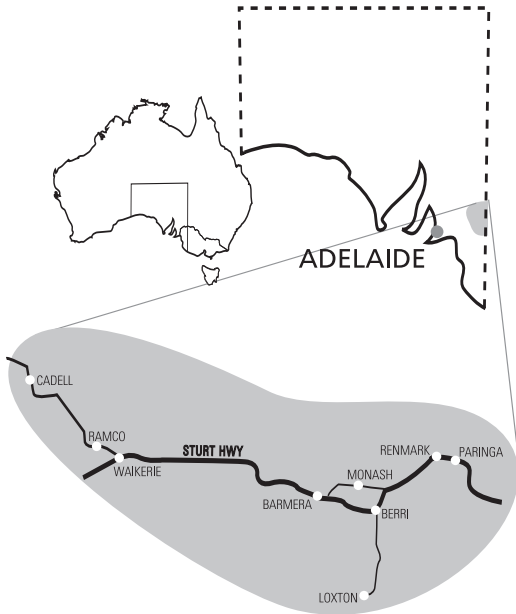 ADELAIDE
CADELL
RAMCO
WAIKERIE
STURT HWY
BARMERA
MONASH
BERRI
RENMARK
PARINGA
LOXTON